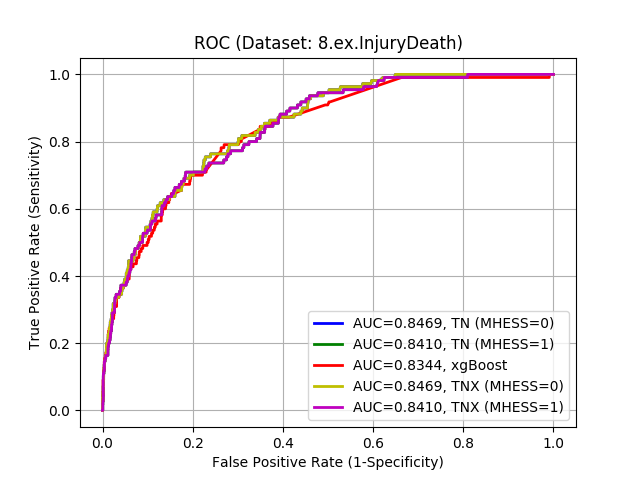 ROC (Dataset: 8.ex.InjuryDeath)
True Positive Rate (Sensitivity)
1.0
0.8
0.6
0.4
0.2
0.0
AUC=0.8469, TN (MHESS=0)
AUC=0.8410, TN (MHESS=1)
AUC=0.8344, xgBoost
AUC=0.8469, TNX (MHESS=0)
AUC=0.8410, TNX (MHESS=1)
0.0 0.2 0.4 0.6 0.8 1.0
False Positive Rate (1-Specificity)